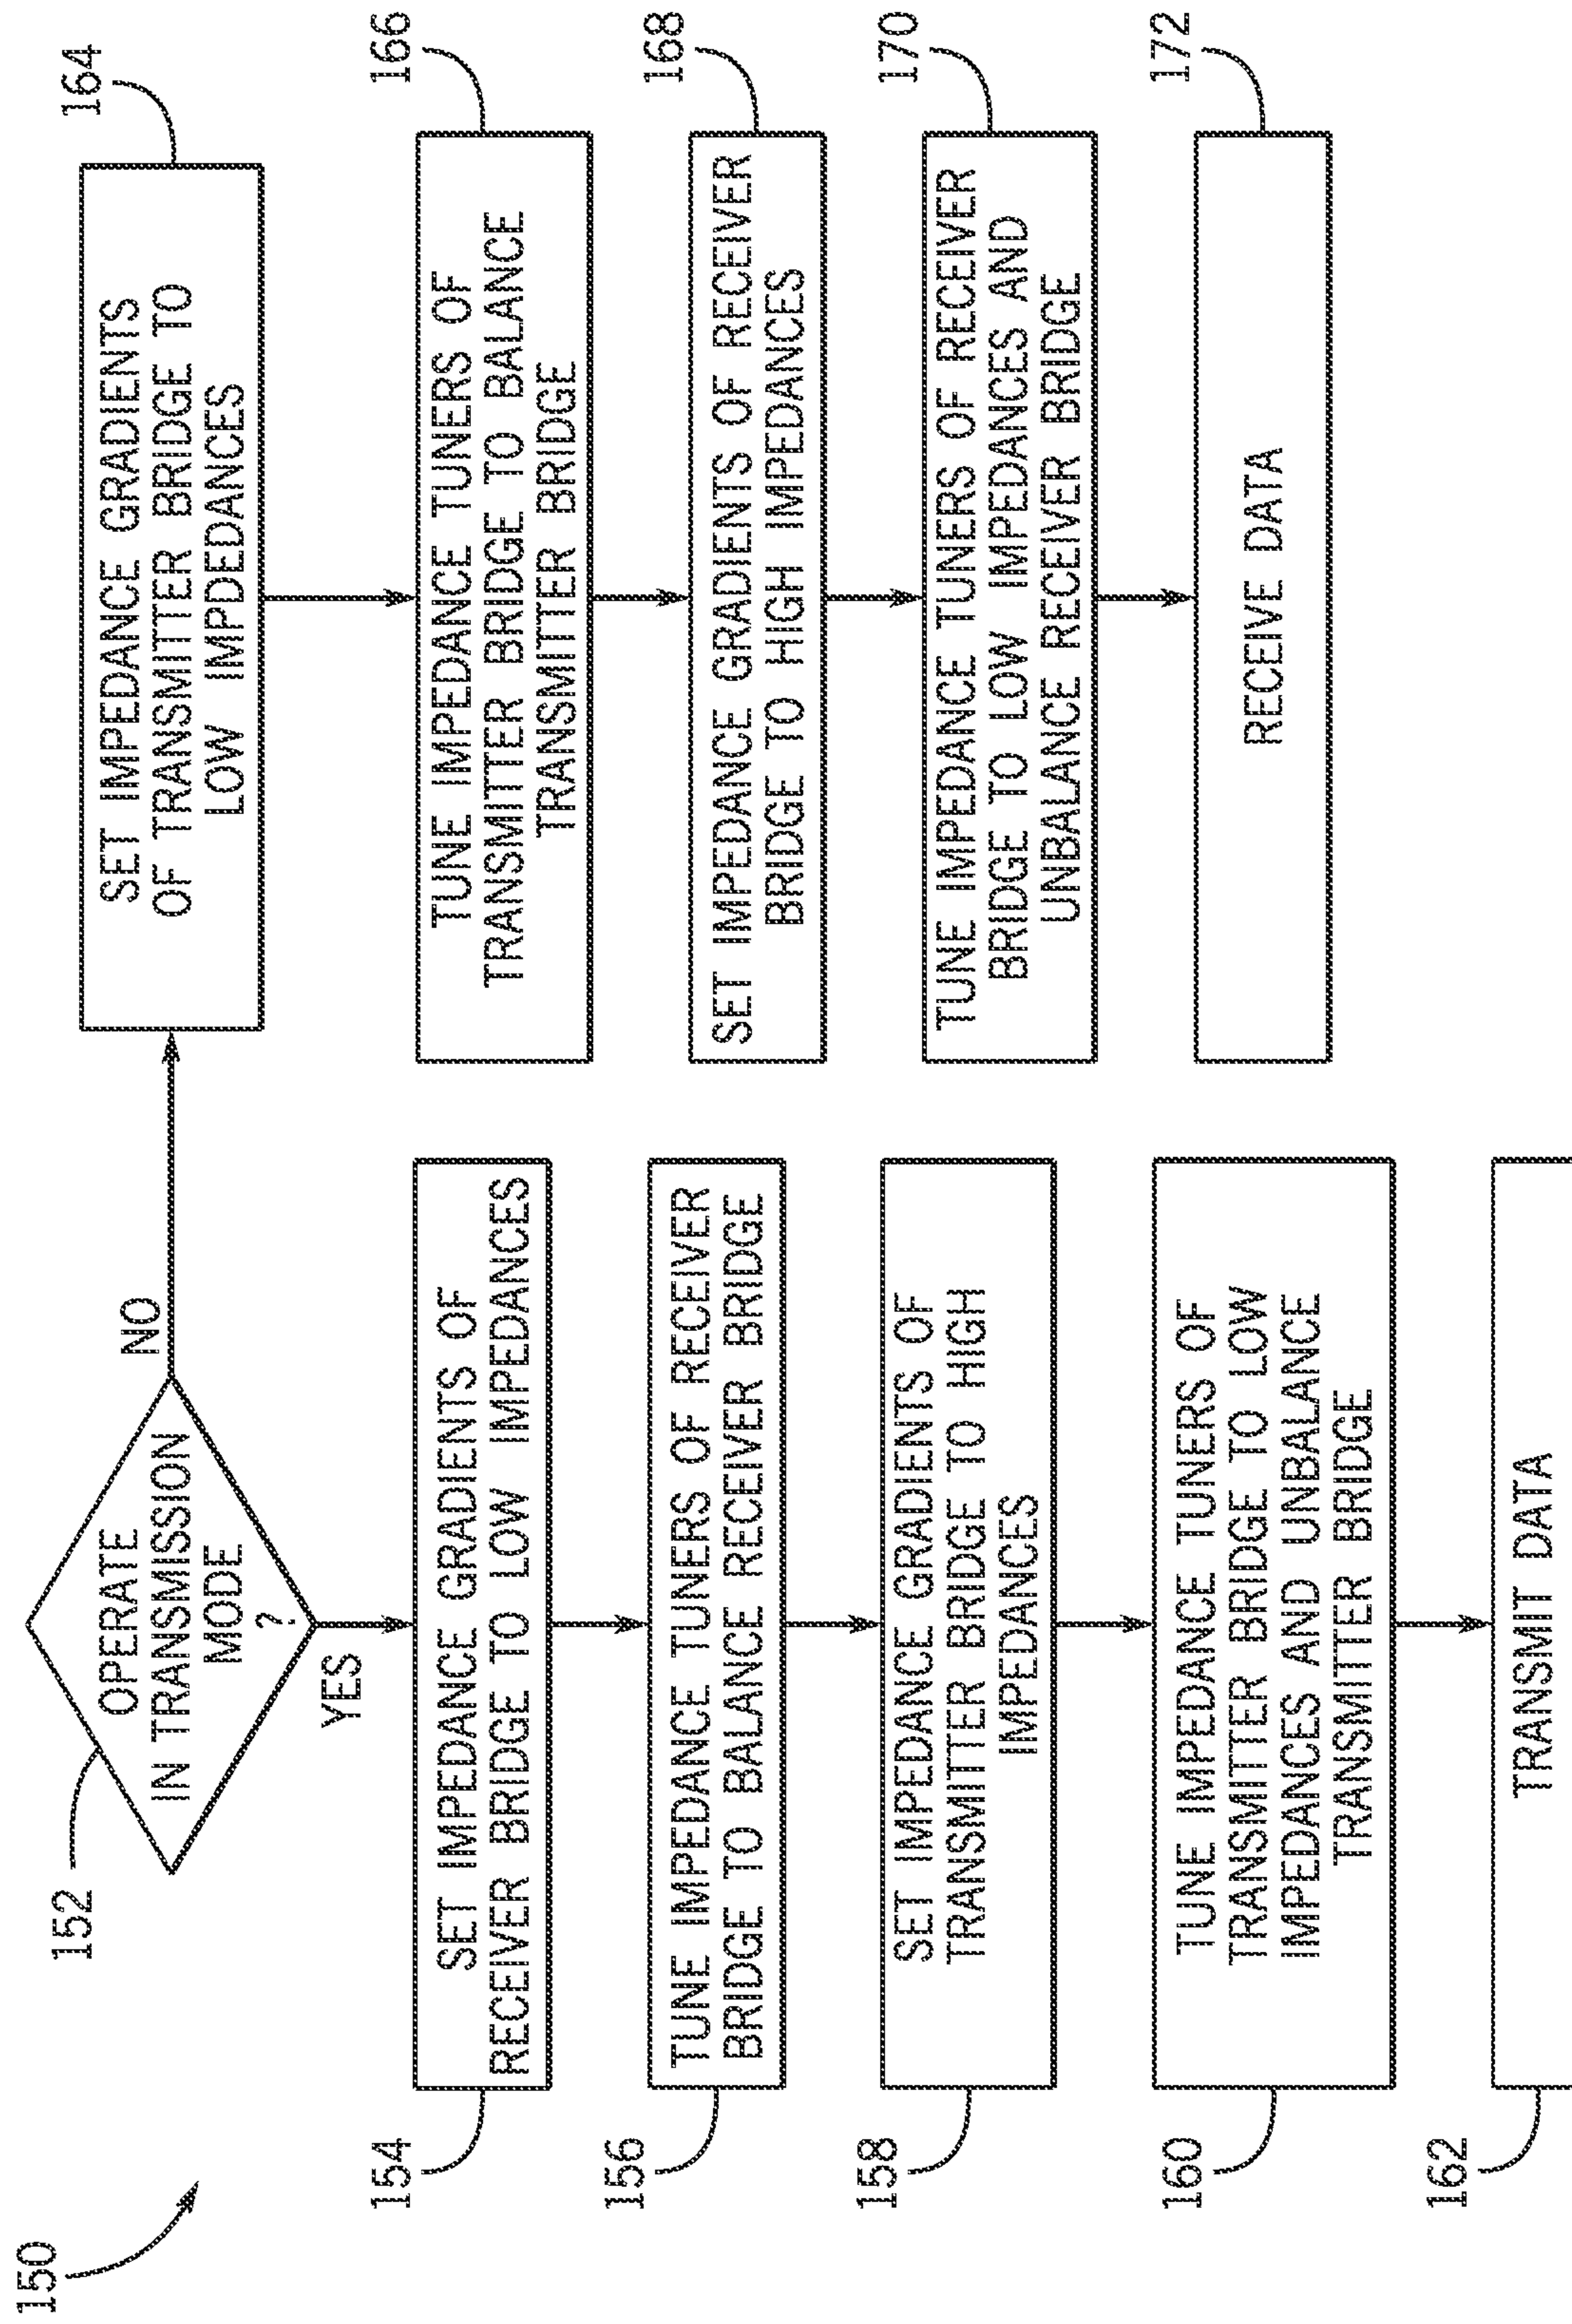 150
152
OPERATE
IN TRANSMISSION
MODE
?
NO
YES
154
SET IMPEDANCE GRADIENTS OF
RECEIVER BRIDGE TO LOW IMPEDANCES
156
TUNE IMPEDANCE TUNERS OF RECEIVER
BRIDGE TO BALANCE RECEIVER BRIDGE
158
SET IMPEDANCE GRADIENTS OF
TRANSMITTER BRIDGE TO HIGH
IMPEDANCES
160
TUNE IMPEDANCE TUNERS OF
TRANSMITTER BRIDGE TO LOW
IMPEDANCES AND UNBALANCE
TRANSMITTER BRIDGE
162
TRANSMIT DATA
164
SET IMPEDANCE GRADIENTS
OF TRANSMITTER BRIDGE TO
LOW IMPDEDANCES
166
TUNE IMPEDANCE TUNERS OF
TRANSMITTER BRIDGE TO BALANCE
TRANSMITTER BRIDGE
168
SET IMPEDANCE GRADIENTS OF RECEIVER
BRIDGE TO HIGH IMPEDANCES
170
TUNE IMPEDANCE TUNERS OF RECEIVER
BRIDGE TO LOW IMPEDANCES AND
UNBALANCE RECEIVER BRIDGE
172
RECEIVE DATA